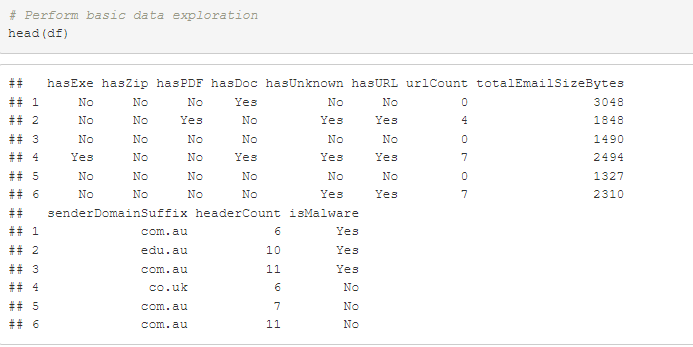 # Perform basic data exploration
head(df)
##   hasExe hasZip hasPDF hasDoc hasUnknown hasURL urlCount totalEmailSizeBytes
## 1     No     No     No    Yes         No     No        0                3048
## 2     No     No    Yes     No        Yes    Yes        4                1848
## 3     No     No     No     No         No     No        0                1490
## 4    Yes     No     No    Yes        Yes    Yes        7                2494
## 5     No     No     No     No         No     No        0                1327
## 6     No     No     No     No        Yes    Yes        7                2310
##   senderDomainSuffix headerCount isMalware
## 1             com.au           6       Yes
## 2             edu.au          10       Yes
## 3             com.au          11       Yes
## 4              co.uk           6        No
## 5             com.au           7        No
## 6             com.au          11        No